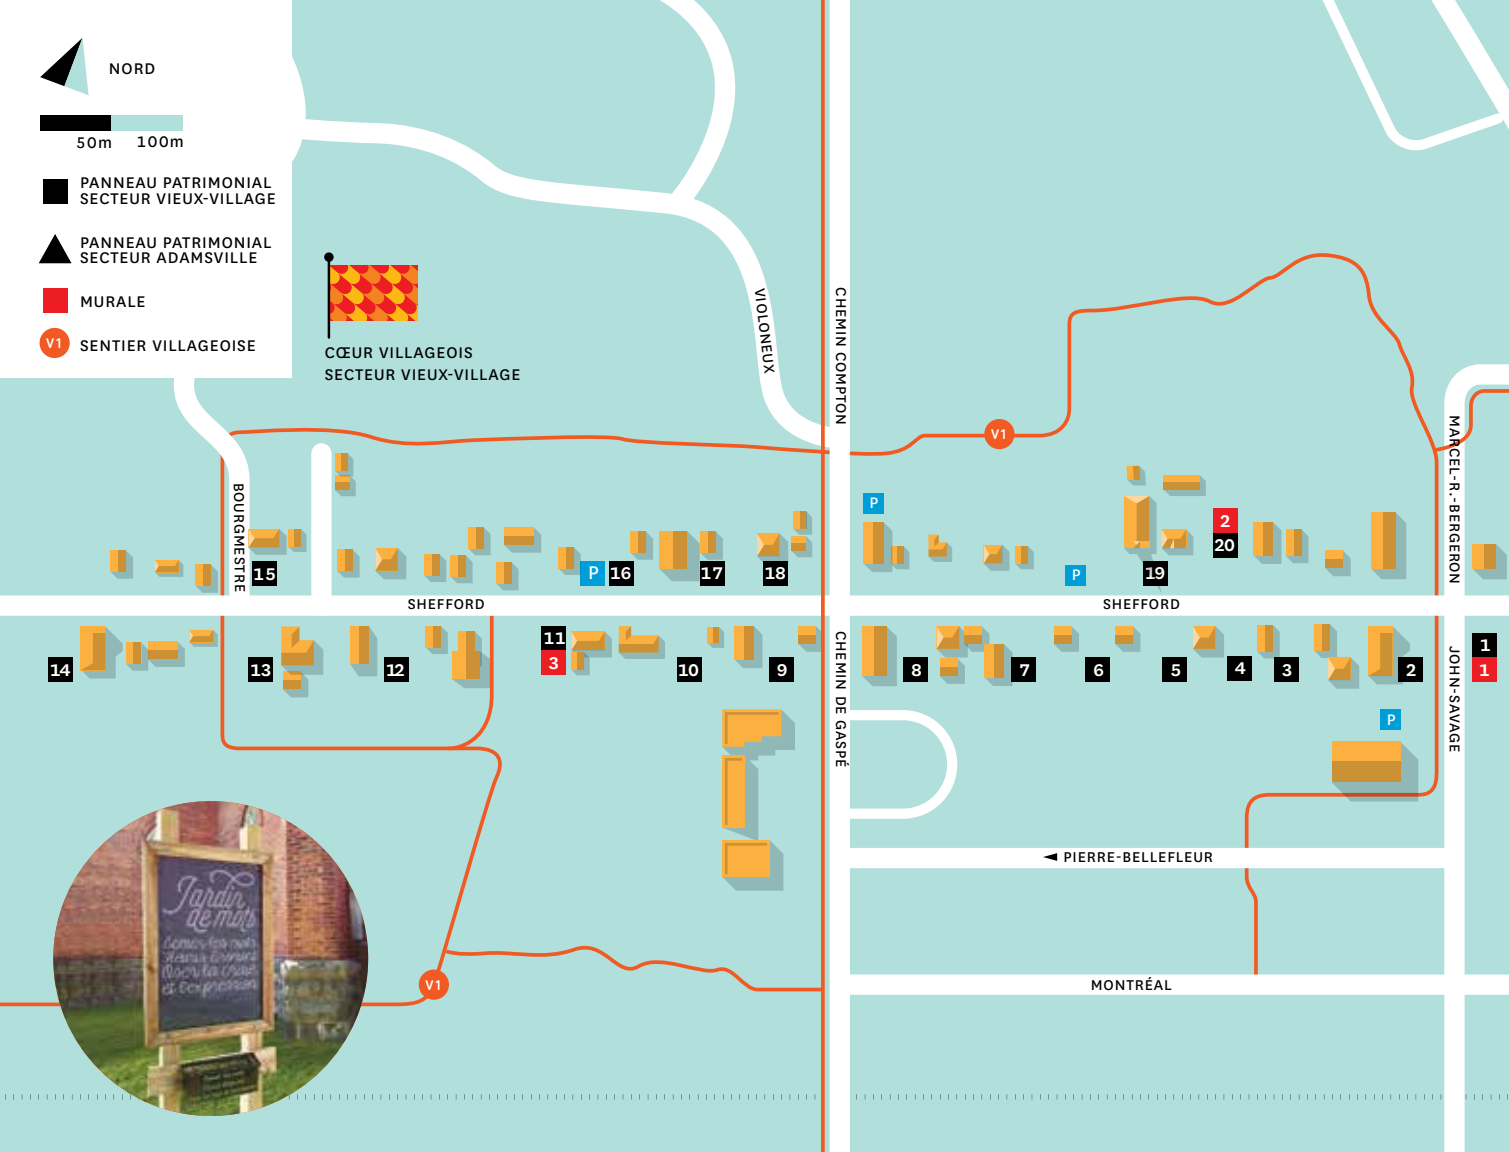 NORD
50m 100m
PANNEAU PATRIMONIAL
SECTEUR VIEUX-VILLAGE
PANNEAU PATRIMONIAL
SECTEUR ADAMSVILLE
MURALE
V1 SENTIER VILLAGEOISE
CŒUR VILLAGEOIS
SECTEUR VIEUX-VILLAGE
VIOLONEUX
CHEMIN COMPTON
V1
MARCEL-R.-BERGERON
BOURGMESTRE
P
2
20
15
P 16
17
18
P
19
SHEFFORD
SHEFFORD
14
13
12
11
3
10
9
8
7
6
5
4
3
2
1
1
CHEMIN DE GASPÉ
JOHN-SAVAGE
P
PIERRE-BELLEFLEUR
Jardin
de mots
V1
MONTRÉAL